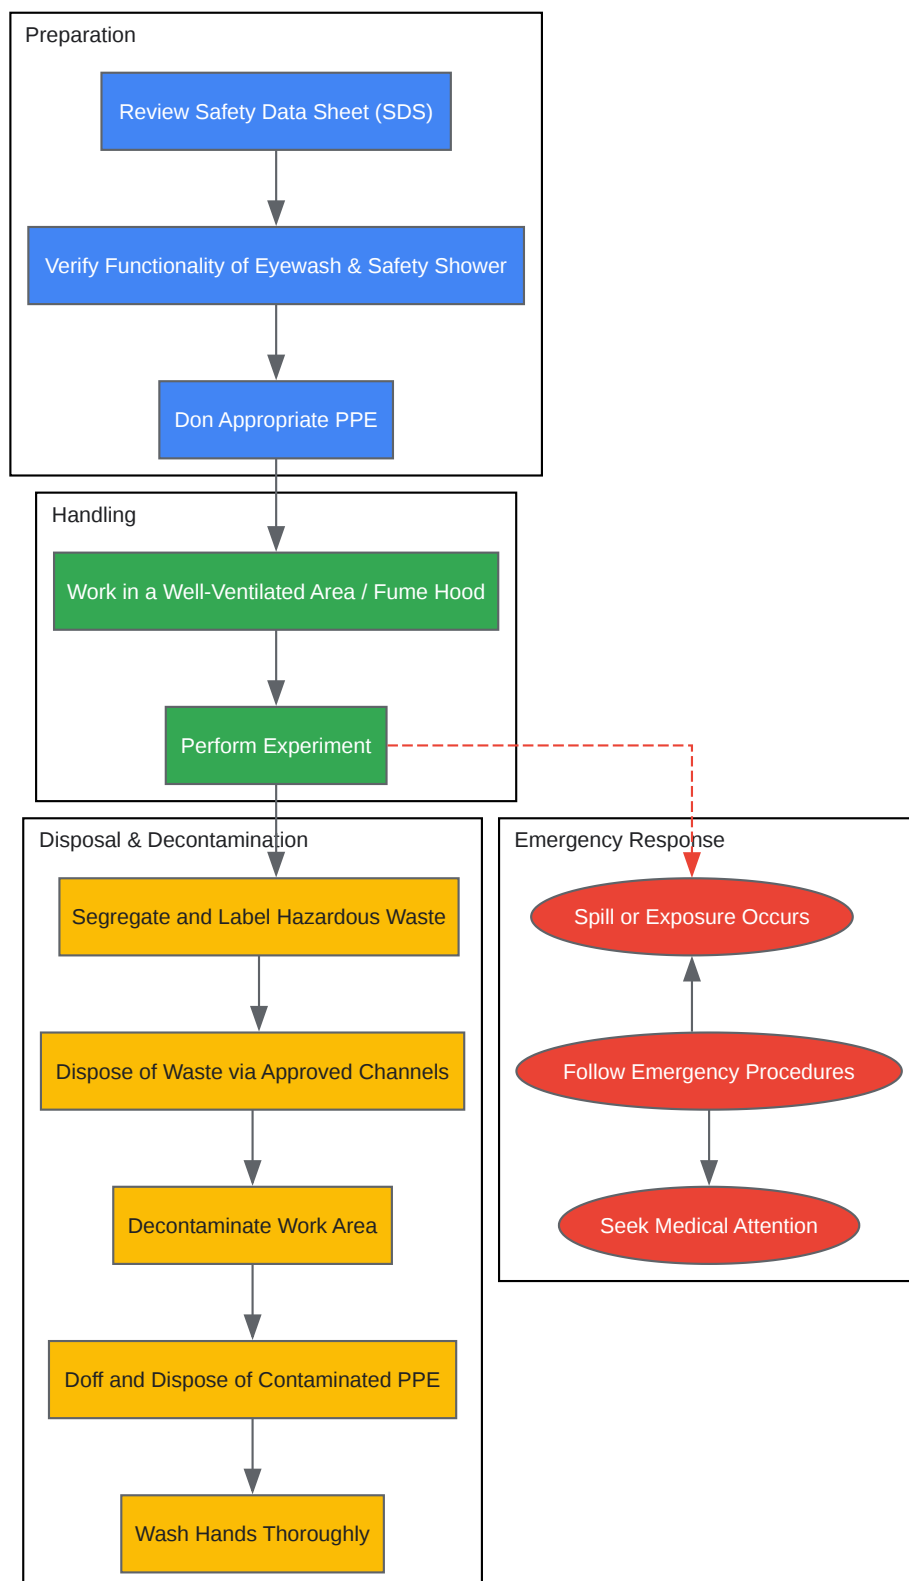 Preparation
Review Safety Data Sheet (SDS)
Verify Functionality of Eyewash & Safety Shower
Don Appropriate PPE
Handling
Work in a Well-Ventilated Area / Fume Hood
Perform Experiment
Disposal & Decontamination
Segregate and Label Hazardous Waste
Dispose of Waste via Approved Channels
Decontaminate Work Area
Doff and Dispose of Contaminated PPE
Wash Hands Thoroughly
Emergency Response
Spill or Exposure Occurs
Follow Emergency Procedures
Seek Medical Attention